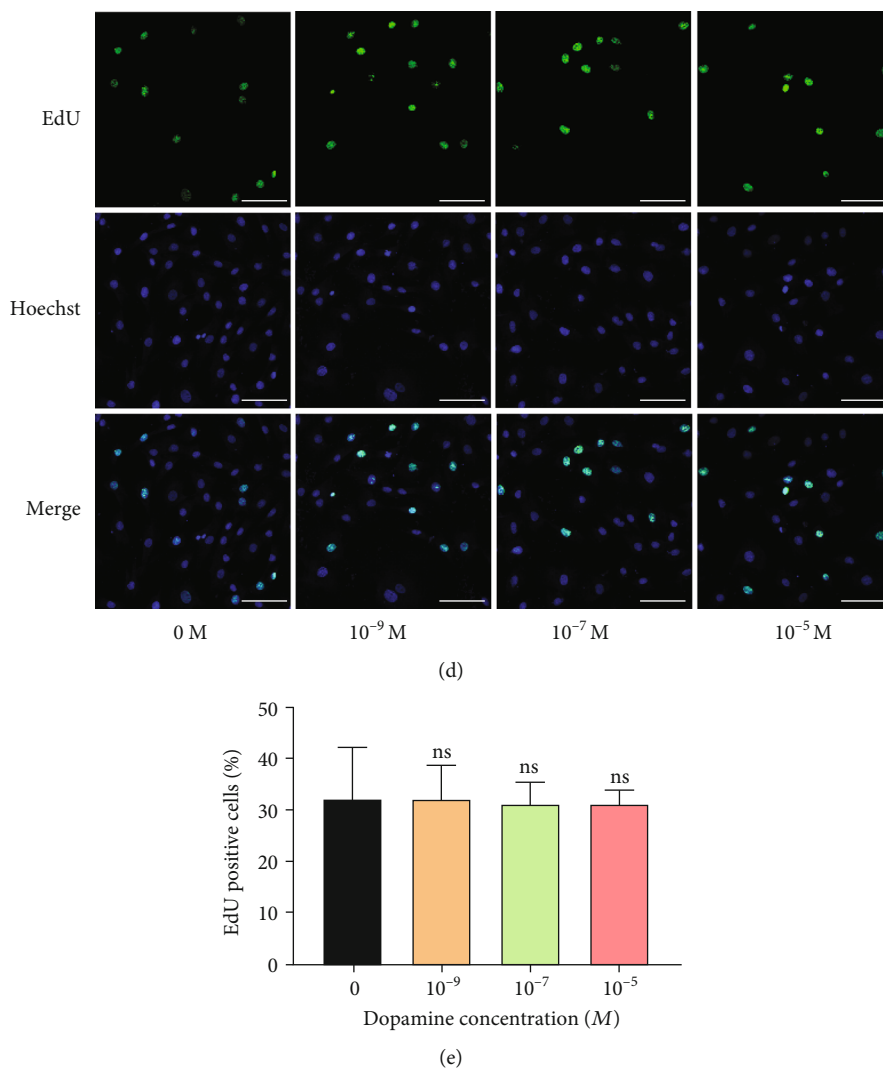 EdU
Hoechst
Merge
0 M
10⁻⁹ M
10⁻⁷ M
10⁻⁵ M
(d)
50
40
30
20
10
0
EdU positive cells (%)
ns
ns
ns
0
10⁻⁹
10⁻⁷
10⁻⁵
Dopamine concentration (M)
(e)